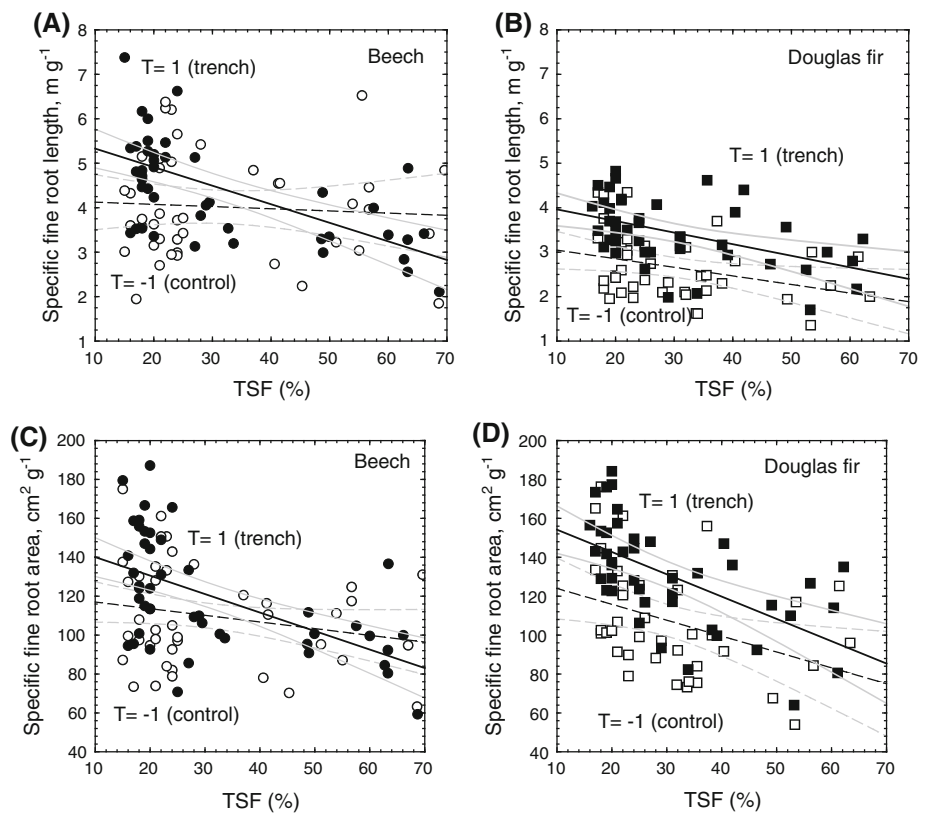 (A)
8
7
6
5
4
3
2
1
Specific fine root length, m g⁻¹
T= 1 (trench)
Beech
T= -1 (control)
10 20 30 40 50 60 70
TSF (%)
(B)
8
7
6
5
4
3
2
1
Specific fine root length, m g⁻¹
Douglas fir
T= 1 (trench)
T= -1 (control)
10 20 30 40 50 60 70
TSF (%)
(C)
200
180
160
140
120
100
80
60
40
Specific fine root area, cm² g⁻¹
Beech
T= 1 (trench)
T= -1 (control)
10 20 30 40 50 60 70
TSF (%)
(D)
200
180
160
140
120
100
80
60
40
Specific fine root area, cm² g⁻¹
Douglas fir
T= 1 (trench)
T= -1 (control)
10 20 30 40 50 60 70
TSF (%)